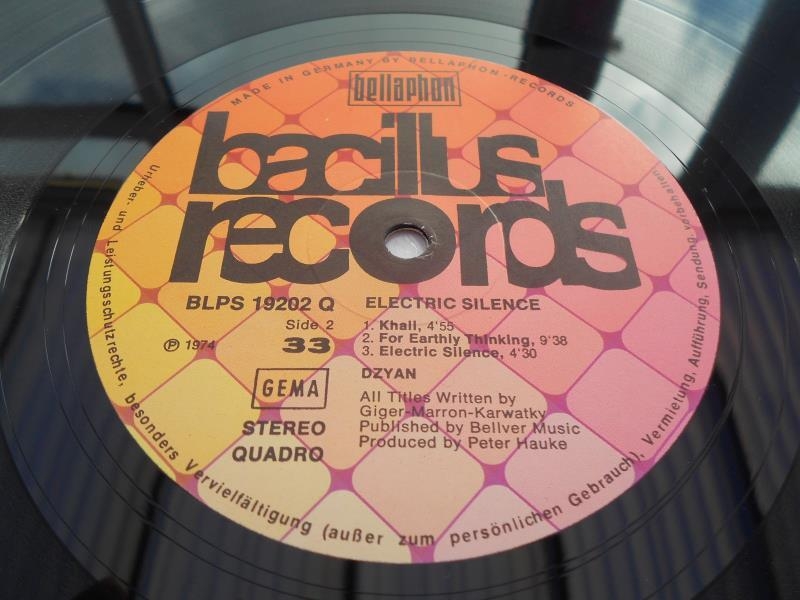 MADE IN GERMANY BY BELLAPHON-RECORDS
bellaphon
bacillus
records
BLPS 19202 Q
ELECTRIC SILENCE
Side 2
33
℗ 1974
1. Khali, 4'55
2. For Earthly Thinking, 9'38
3. Electric Silence, 4'30
DZYAN
GEMA
STEREO
QUADRO
All Titles Written by
Giger-Marron-Karwatky
Published by Bellver Music
Produced by Peter Hauke
Urheber- und Leistungsschutzrechte, besonders Vervielfältigung (außer zum persönlichen Gebrauch), Vermietung, Aufführung, Sendung vorbehalten